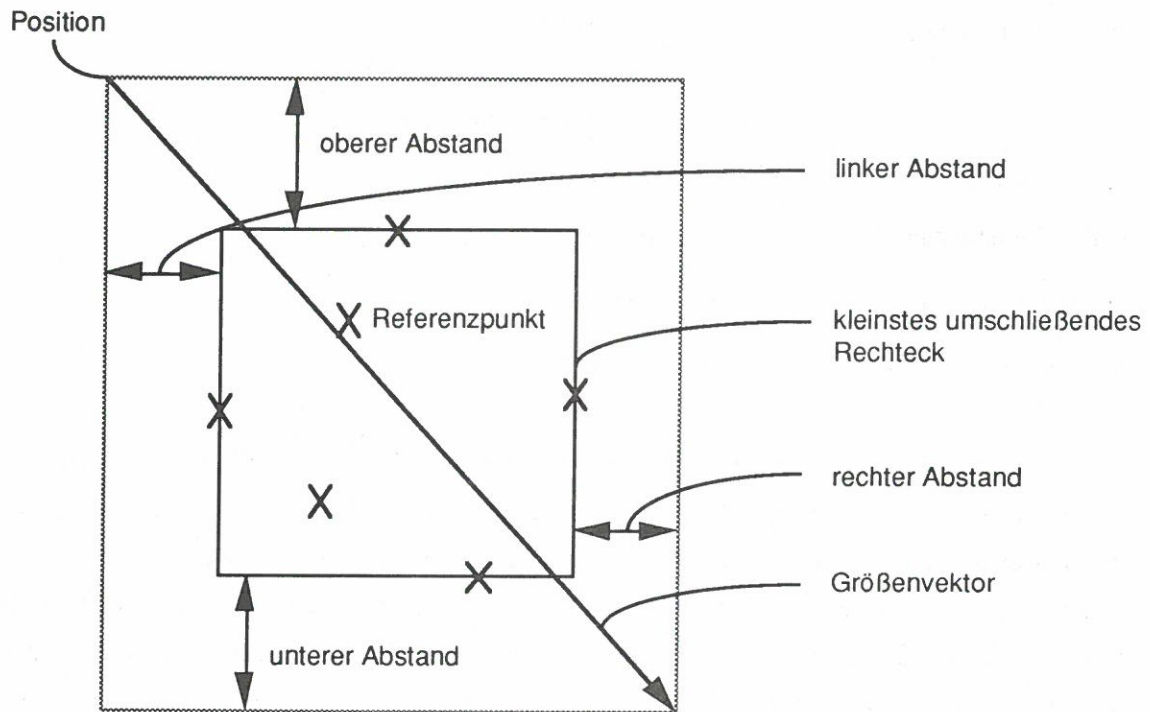 Position
oberer Abstand
linker Abstand
Referenzpunkt
kleinstes umschließendes
Rechteck
rechter Abstand
Größenvektor
unterer Abstand